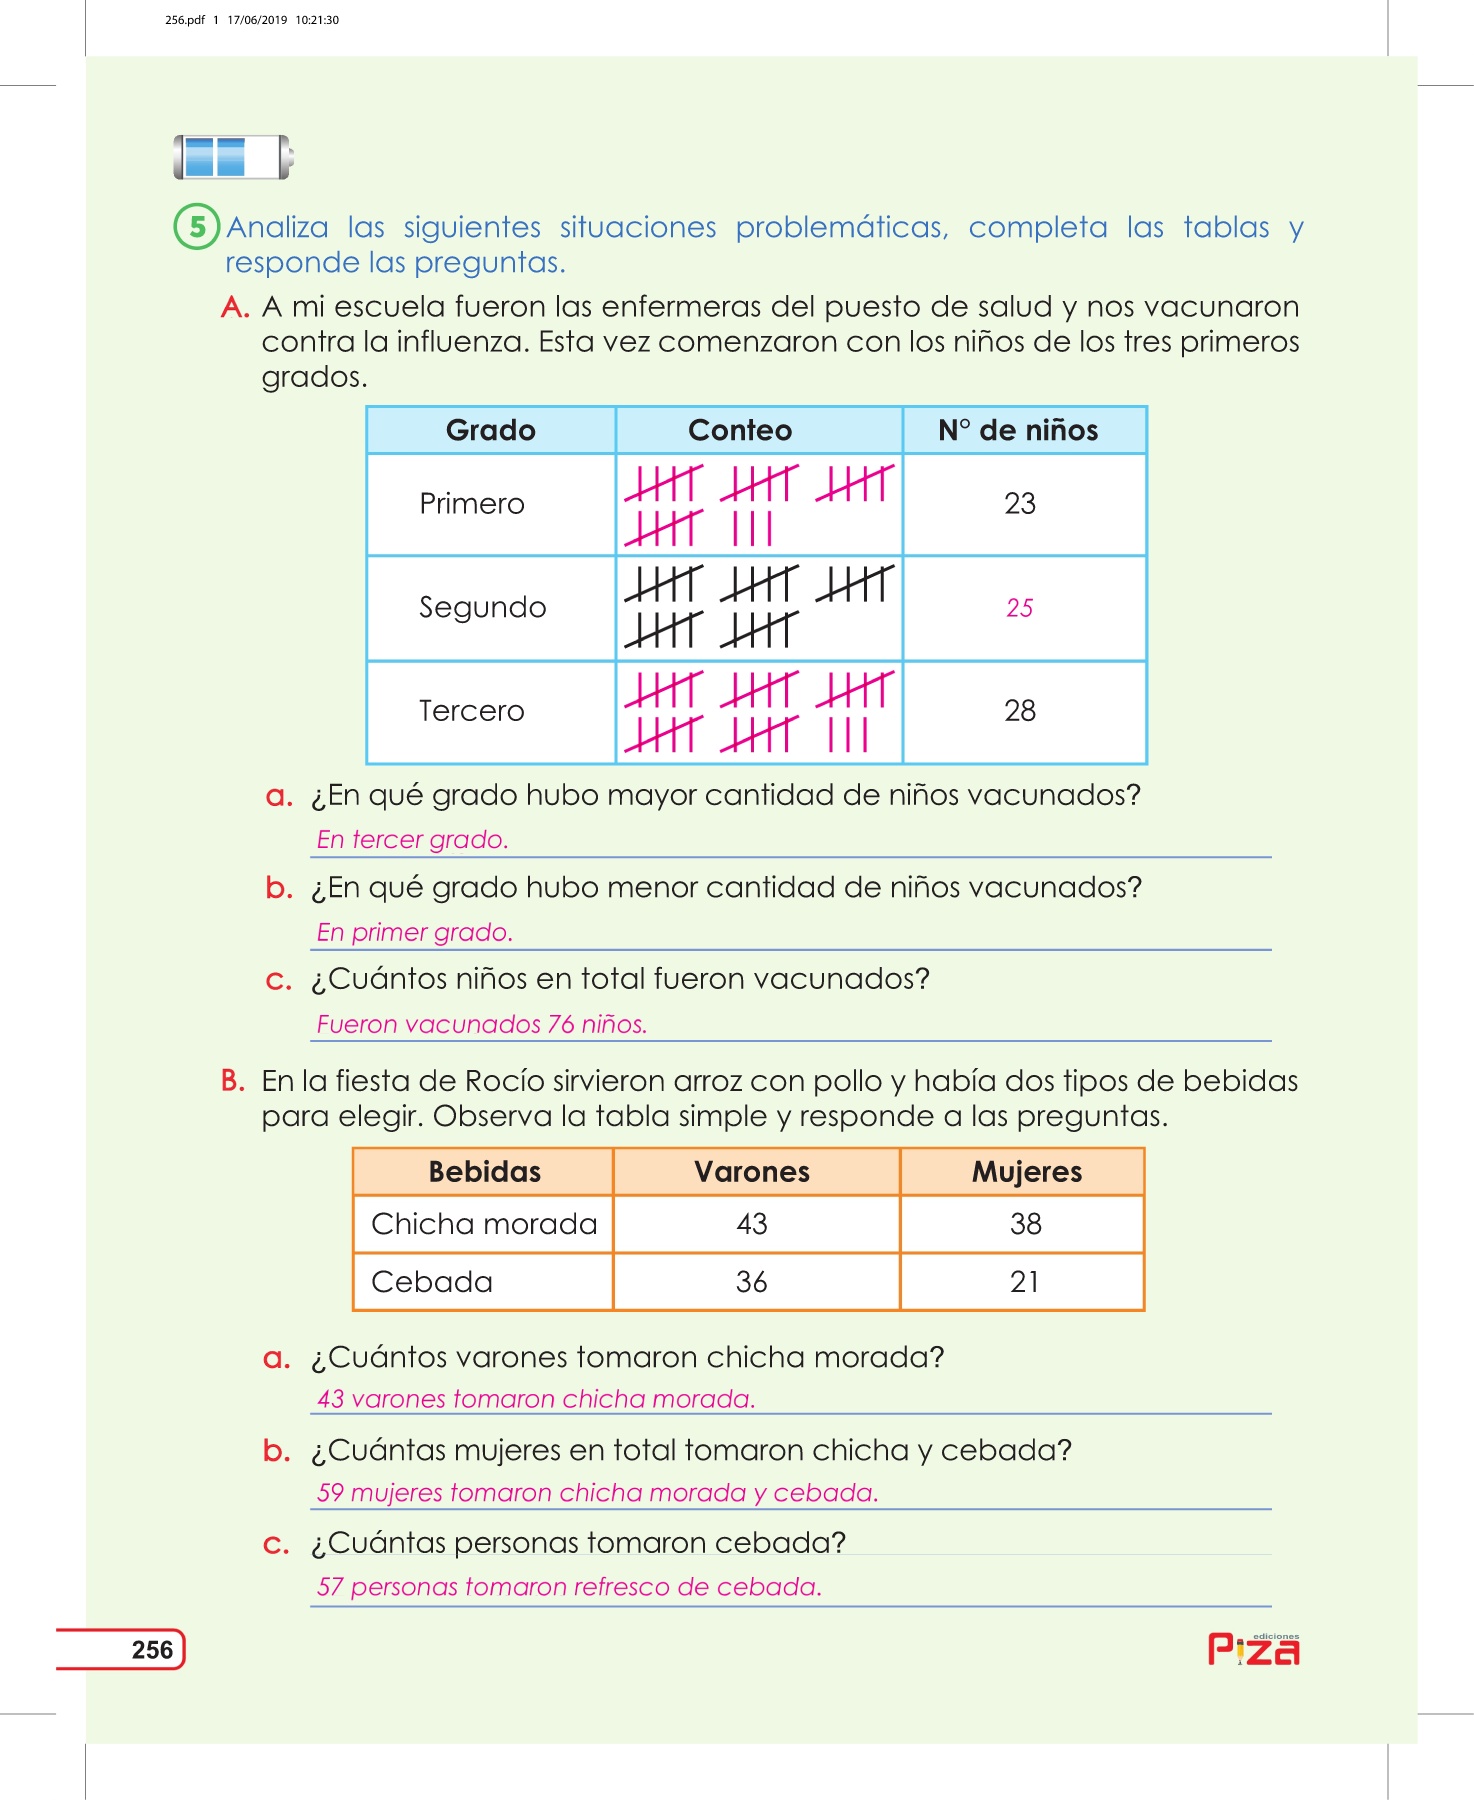 256.pdf 1 17/06/2019 10:21:30
5 Analiza las siguientes situaciones problemáticas, completa las tablas y
responde las preguntas.
A. A mi escuela fueron las enfermeras del puesto de salud y nos vacunaron
contra la influenza. Esta vez comenzaron con los niños de los tres primeros
grados.
Grado Conteo N° de niños
Primero 23
Segundo 25
Tercero 28
a. ¿En qué grado hubo mayor cantidad de niños vacunados?
En tercer grado.
b. ¿En qué grado hubo menor cantidad de niños vacunados?
En primer grado.
c. ¿Cuántos niños en total fueron vacunados?
Fueron vacunados 76 niños.
B. En la fiesta de Rocío sirvieron arroz con pollo y había dos tipos de bebidas
para elegir. Observa la tabla simple y responde a las preguntas.
Bebidas Varones Mujeres
Chicha morada 43 38
Cebada 36 21
a. ¿Cuántos varones tomaron chicha morada?
43 varones tomaron chicha morada.
b. ¿Cuántas mujeres en total tomaron chicha y cebada?
59 mujeres tomaron chicha morada y cebada.
c. ¿Cuántas personas tomaron cebada?
57 personas tomaron refresco de cebada.
256
ediciones
Piza